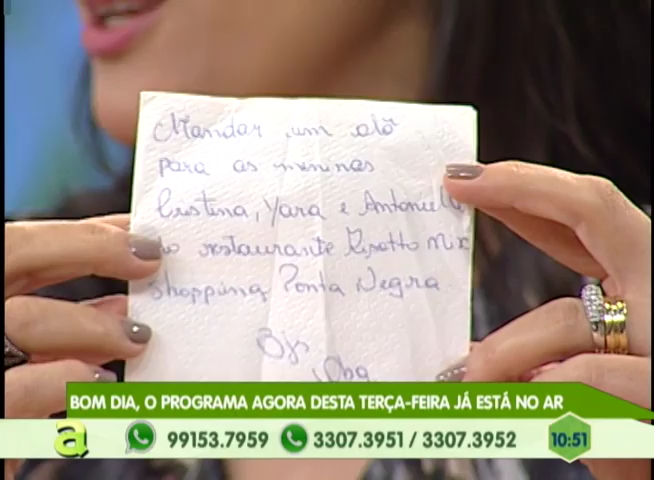 Mandar um alô
para as meninas
Cristina, Yara e Antoniell
do restaurante Risotto Mix
shopping Ponta Negra.
Bjs
BOM DIA, O PROGRAMA AGORA DESTA TERÇA-FEIRA JÁ ESTÁ NO AR
a 99153.7959 3307.3951 / 3307.3952 10:51